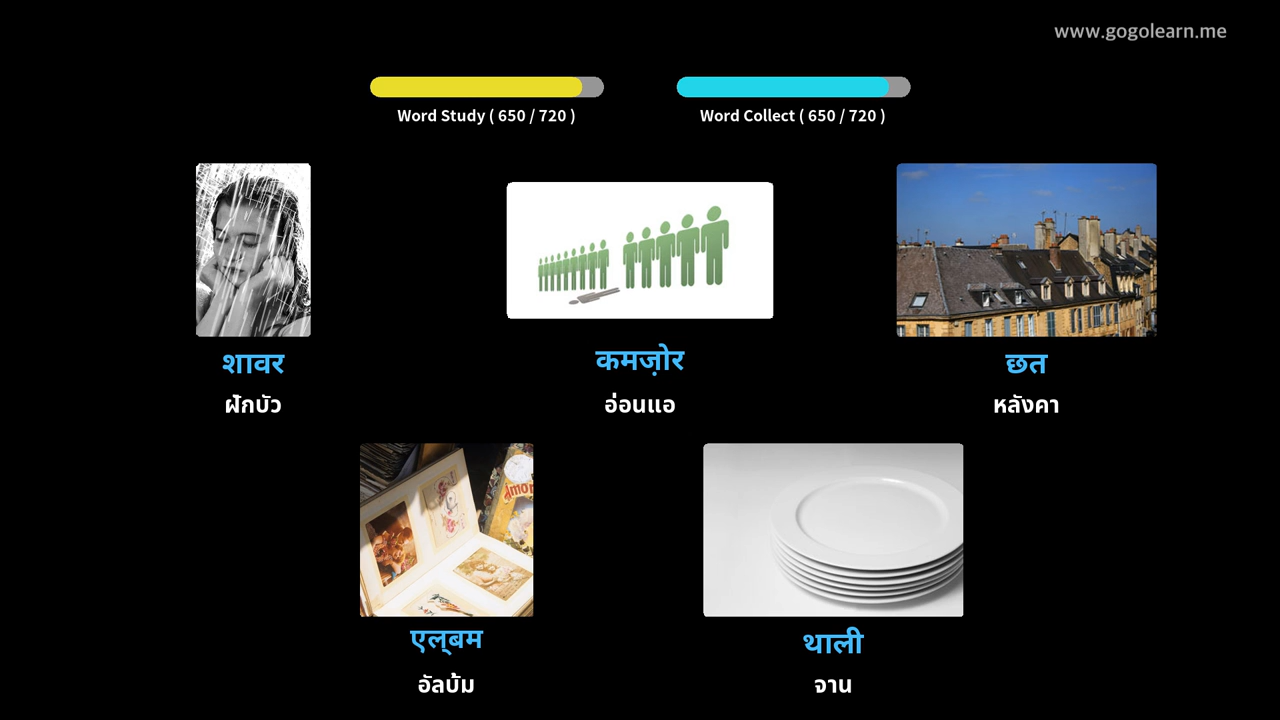 www.gogolearn.me
Word Study ( 650 / 720 )
Word Collect ( 650 / 720 )
शावर
कमज़ोर
छत
ฝักบัว
อ่อนแอ
หลังคา
एल्‌बम
थाली
อัลบั้ม
จาน